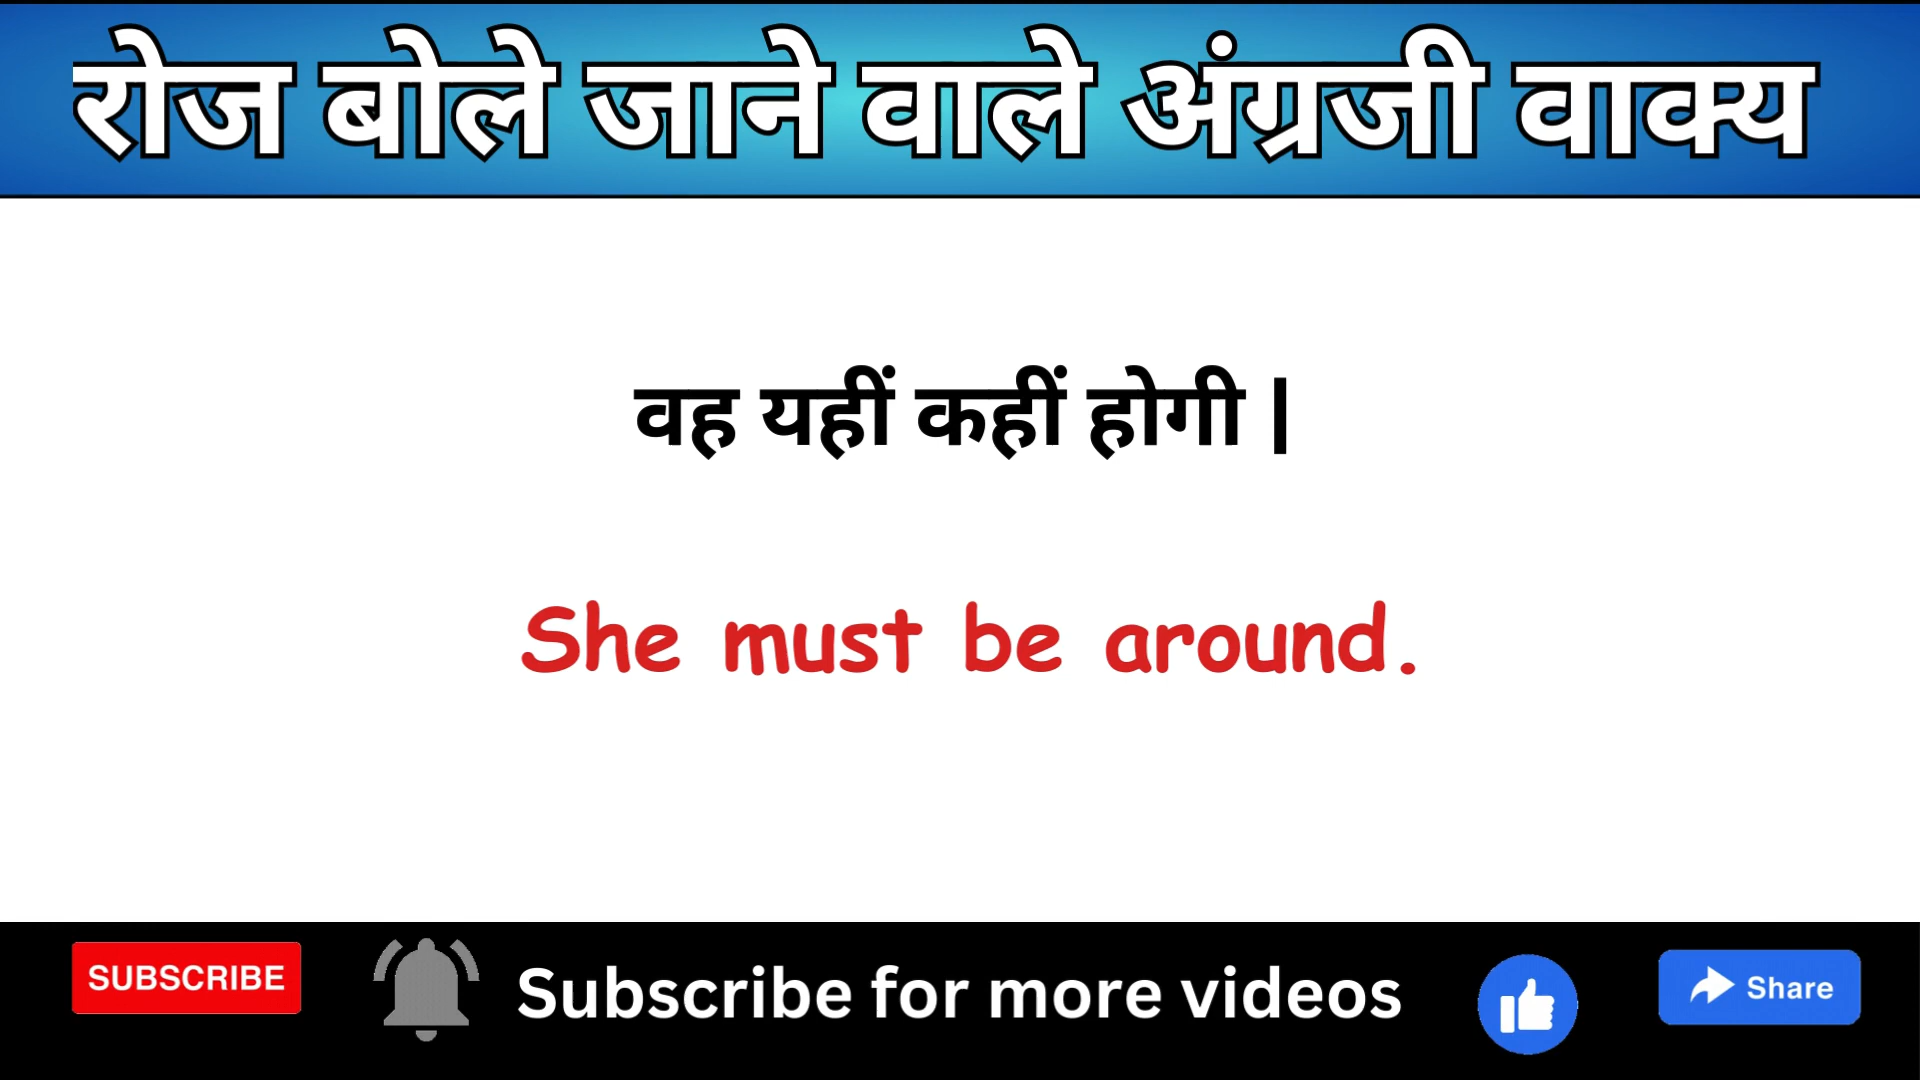 रोज बोले जाने वाले अंग्रजी वाक्य
वह यहीं कहीं होगी |
She must be around.
SUBSCRIBE
Subscribe for more videos
Share